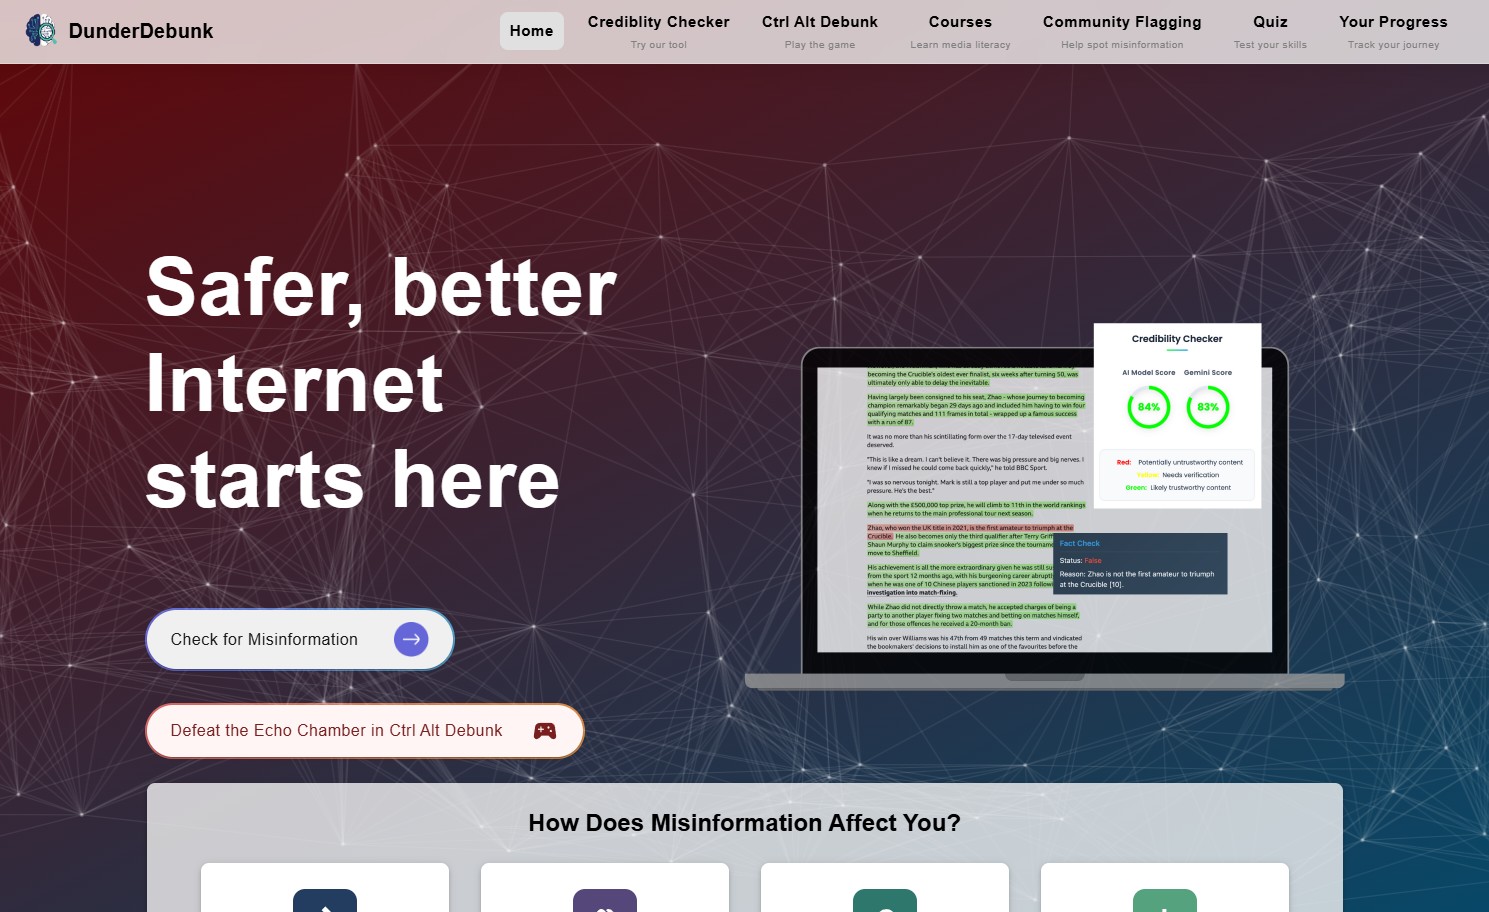 DunderDebunk
Home
Crediblity Checker
Try our tool
Ctrl Alt Debunk
Play the game
Courses
Learn media literacy
Community Flagging
Help spot misinformation
Quiz
Test your skills
Your Progress
Track your journey
Safer, better
Internet
starts here
Check for Misinformation
Defeat the Echo Chamber in Ctrl Alt Debunk
becoming the Crucible's oldest ever finalist, six weeks after turning 50, was
ultimately only able to delay the inevitable.
Having largely been consigned to his seat, Zhao - whose journey to becoming
champion remarkably began 29 days ago and included him having to win four
qualifying matches and 111 frames in total - wrapped up a famous success
with a run of 87.
It was no more than his scintillating form over the 17-day televised event
deserved.
"This is like a dream. I can't believe it. There was big pressure and big nerves. I
knew if I missed he could come back quickly," he told BBC Sport.
"I was so nervous tonight. Mark is still a top player and put me under so much
pressure. He's the best."
Along with the £500,000 top prize, he will climb to 11th in the world rankings
when he returns to the main professional tour next season.
Zhao, who won the UK title in 2021, is the first amateur to triumph at the
Crucible. He also becomes only the third qualifier after Terry Griff
Shaun Murphy to claim snooker's biggest prize since the tourname
move to Sheffield.
His achievement is all the more extraordinary given he was still su
from the sport 12 months ago, with his burgeoning career abrupt
when he was one of 10 Chinese players sanctioned in 2023 follow
investigation into match-fixing.
While Zhao did not directly throw a match, he accepted charges of being a
party to another player fixing two matches and betting on matches himself,
and for those offences he received a 20-month ban.
His win over Williams was his 47th from 49 matches this term and vindicated
the bookmakers' decisions to install him as one of the favourites before the
Credibility Checker
AI Model Score Gemini Score
84% 83%
Red: Potentially untrustworthy content
Yellow: Needs verification
Green: Likely trustworthy content
Fact Check
Status: False
Reason: Zhao is not the first amateur to triumph
at the Crucible [10].
How Does Misinformation Affect You?